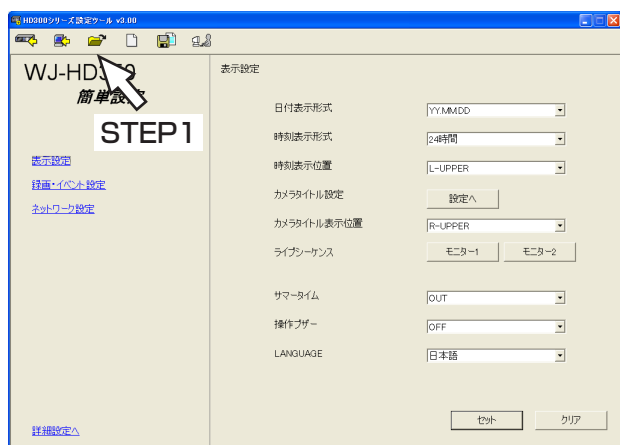 HD300シリーズ設定ツール v3.00
WJ-HD350
簡単設定
STEP1
表示設定
録画・イベント設定
ネットワーク設定
詳細設定へ
表示設定
日付表示形式 YY.MM.DD
時刻表示形式 24時間
時刻表示位置 L-UPPER
カメラタイトル設定 設定へ
カメラタイトル表示位置 R-UPPER
ライブシーケンス モニター1 モニター2
サマータイム OUT
操作ブザー OFF
LANGUAGE 日本語
セット クリア